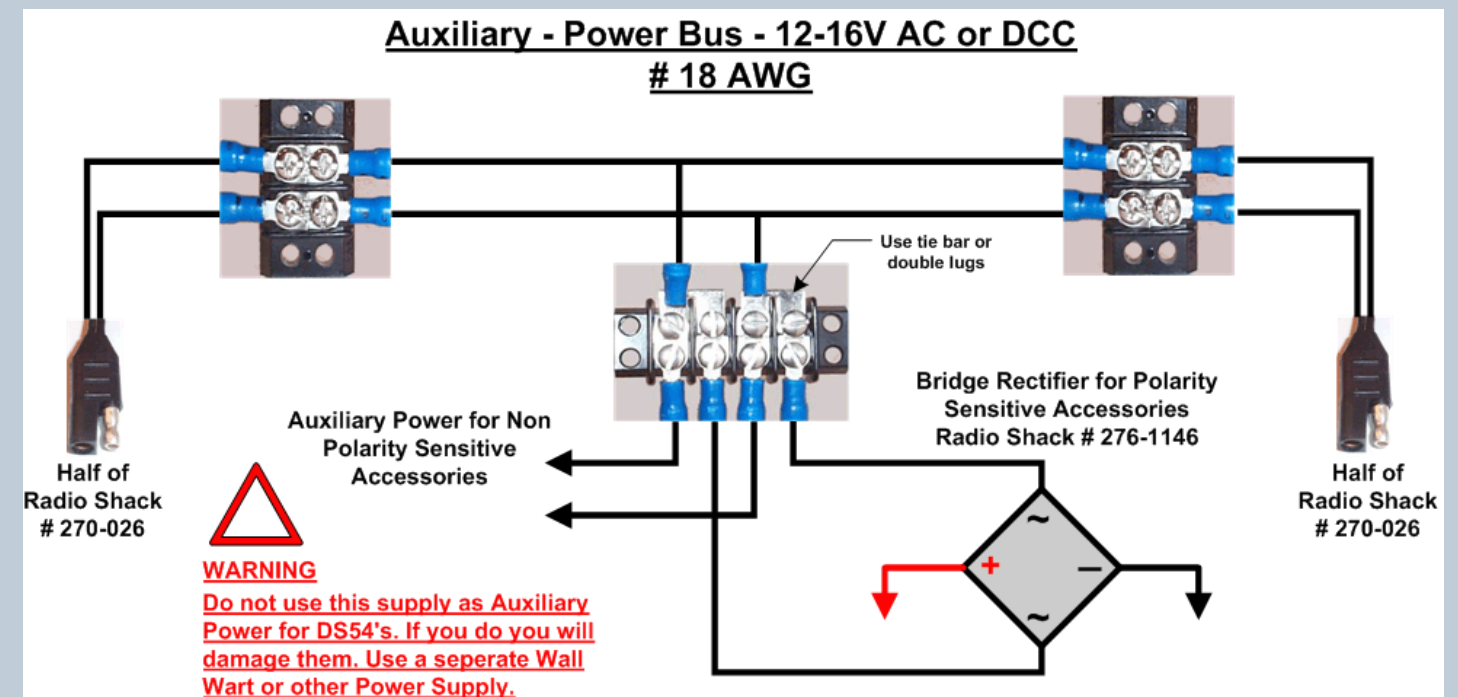 Auxiliary - Power Bus - 12-16V AC or DCC
# 18 AWG
Use tie bar or
double lugs
Bridge Rectifier for Polarity
Sensitive Accessories
Radio Shack # 276-1146
Auxiliary Power for Non
Polarity Sensitive
Accessories
Half of
Radio Shack
# 270-026
Half of
Radio Shack
# 270-026
~
+
–
~
WARNING
Do not use this supply as Auxiliary
Power for DS54's. If you do you will
damage them. Use a seperate Wall
Wart or other Power Supply.